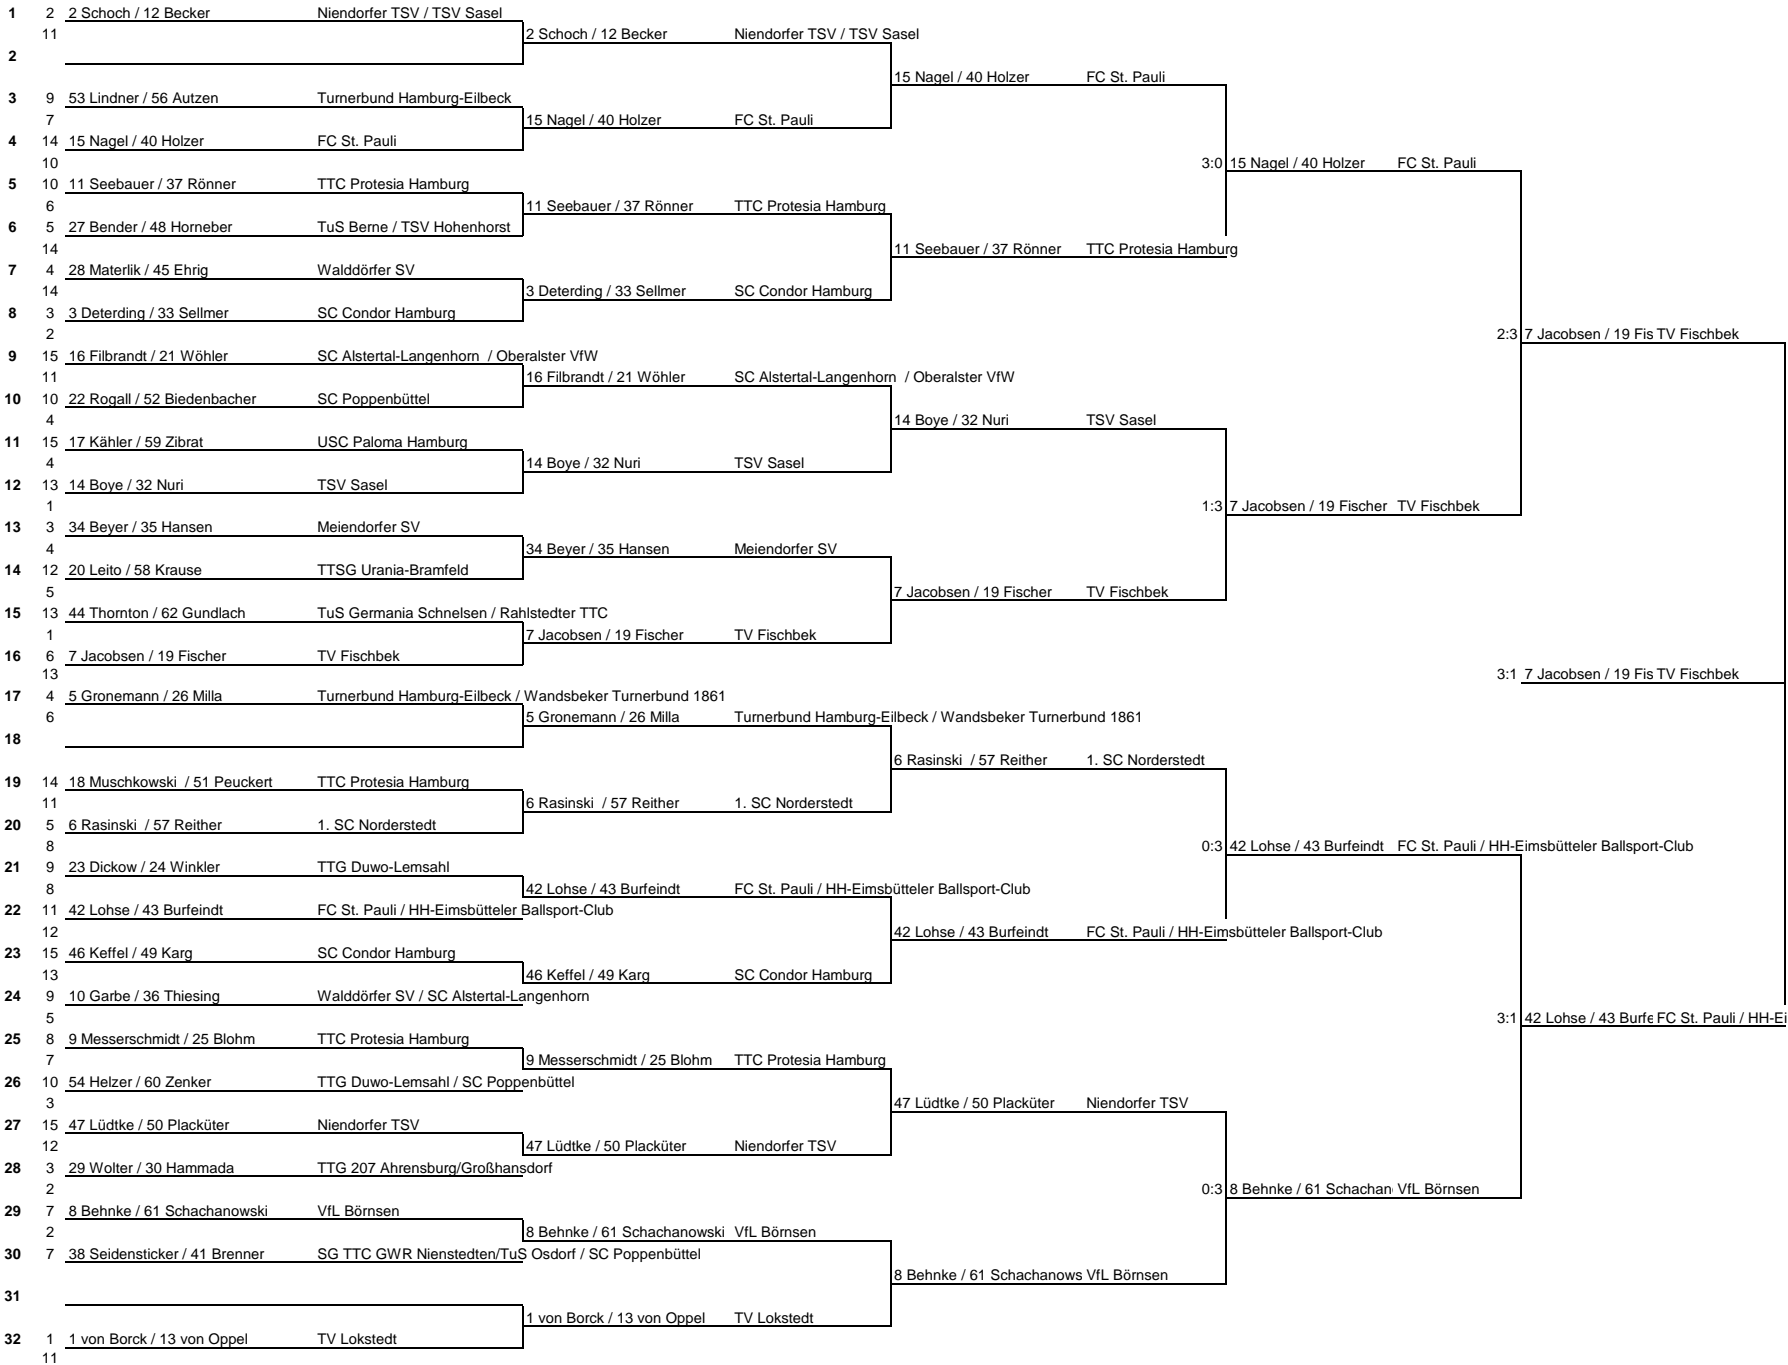 1 2 2 Schoch / 12 Becker Niendorfer TSV / TSV Sasel
11 2 Schoch / 12 Becker Niendorfer TSV / TSV Sasel
2
15 Nagel / 40 Holzer FC St. Pauli
3 9 53 Lindner / 56 Autzen Turnerbund Hamburg-Eilbeck
7 15 Nagel / 40 Holzer FC St. Pauli
4 14 15 Nagel / 40 Holzer FC St. Pauli
10 3:0 15 Nagel / 40 Holzer FC St. Pauli
5 10 11 Seebauer / 37 Rönner TTC Protesia Hamburg
6 11 Seebauer / 37 Rönner TTC Protesia Hamburg
6 5 27 Bender / 48 Horneber TuS Berne / TSV Hohenhorst
14 11 Seebauer / 37 Rönner TTC Protesia Hamburg
7 4 28 Materlik / 45 Ehrig Walddörfer SV
14 3 Deterding / 33 Sellmer SC Condor Hamburg
8 3 3 Deterding / 33 Sellmer SC Condor Hamburg
2 2:3 7 Jacobsen / 19 Fis TV Fischbek
9 15 16 Filbrandt / 21 Wöhler SC Alstertal-Langenhorn / Oberalster VfW
11 16 Filbrandt / 21 Wöhler SC Alstertal-Langenhorn / Oberalster VfW
10 10 22 Rogall / 52 Biedenbacher SC Poppenbüttel
4 14 Boye / 32 Nuri TSV Sasel
11 15 17 Kähler / 59 Zibrat USC Paloma Hamburg
4 14 Boye / 32 Nuri TSV Sasel
12 13 14 Boye / 32 Nuri TSV Sasel
1 1:3 7 Jacobsen / 19 Fischer TV Fischbek
13 3 34 Beyer / 35 Hansen Meiendorfer SV
4 34 Beyer / 35 Hansen Meiendorfer SV
14 12 20 Leito / 58 Krause TTSG Urania-Bramfeld
5 7 Jacobsen / 19 Fischer TV Fischbek
15 13 44 Thornton / 62 Gundlach TuS Germania Schnelsen / Rahlstedter TTC
1 7 Jacobsen / 19 Fischer TV Fischbek
16 6 7 Jacobsen / 19 Fischer TV Fischbek
13 3:1 7 Jacobsen / 19 Fis TV Fischbek
17 4 5 Gronemann / 26 Milla Turnerbund Hamburg-Eilbeck / Wandsbeker Turnerbund 1861
6 5 Gronemann / 26 Milla Turnerbund Hamburg-Eilbeck / Wandsbeker Turnerbund 1861
18
6 Rasinski / 57 Reither 1. SC Norderstedt
19 14 18 Muschkowski / 51 Peuckert TTC Protesia Hamburg
11 6 Rasinski / 57 Reither 1. SC Norderstedt
20 5 6 Rasinski / 57 Reither 1. SC Norderstedt
8 0:3 42 Lohse / 43 Burfeindt FC St. Pauli / HH-Eimsbütteler Ballsport-Club
21 9 23 Dickow / 24 Winkler TTG Duwo-Lemsahl
8 42 Lohse / 43 Burfeindt FC St. Pauli / HH-Eimsbütteler Ballsport-Club
22 11 42 Lohse / 43 Burfeindt FC St. Pauli / HH-Eimsbütteler Ballsport-Club
12 42 Lohse / 43 Burfeindt FC St. Pauli / HH-Eimsbütteler Ballsport-Club
23 15 46 Keffel / 49 Karg SC Condor Hamburg
13 46 Keffel / 49 Karg SC Condor Hamburg
24 9 10 Garbe / 36 Thiesing Walddörfer SV / SC Alstertal-Langenhorn
5 3:1 42 Lohse / 43 Burfe FC St. Pauli / HH-Ei
25 8 9 Messerschmidt / 25 Blohm TTC Protesia Hamburg
7 9 Messerschmidt / 25 Blohm TTC Protesia Hamburg
26 10 54 Helzer / 60 Zenker TTG Duwo-Lemsahl / SC Poppenbüttel
3 47 Lüdtke / 50 Placküter Niendorfer TSV
27 15 47 Lüdtke / 50 Placküter Niendorfer TSV
12 47 Lüdtke / 50 Placküter Niendorfer TSV
28 3 29 Wolter / 30 Hammada TTG 207 Ahrensburg/Großhansdorf
2 0:3 8 Behnke / 61 Schachan VfL Börnsen
29 7 8 Behnke / 61 Schachanowski VfL Börnsen
2 8 Behnke / 61 Schachanowski VfL Börnsen
30 7 38 Seidensticker / 41 Brenner SG TTC GWR Nienstedten/TuS Osdorf / SC Poppenbüttel
8 Behnke / 61 Schachanows VfL Börnsen
31
1 von Borck / 13 von Oppel TV Lokstedt
32 1 1 von Borck / 13 von Oppel TV Lokstedt
11